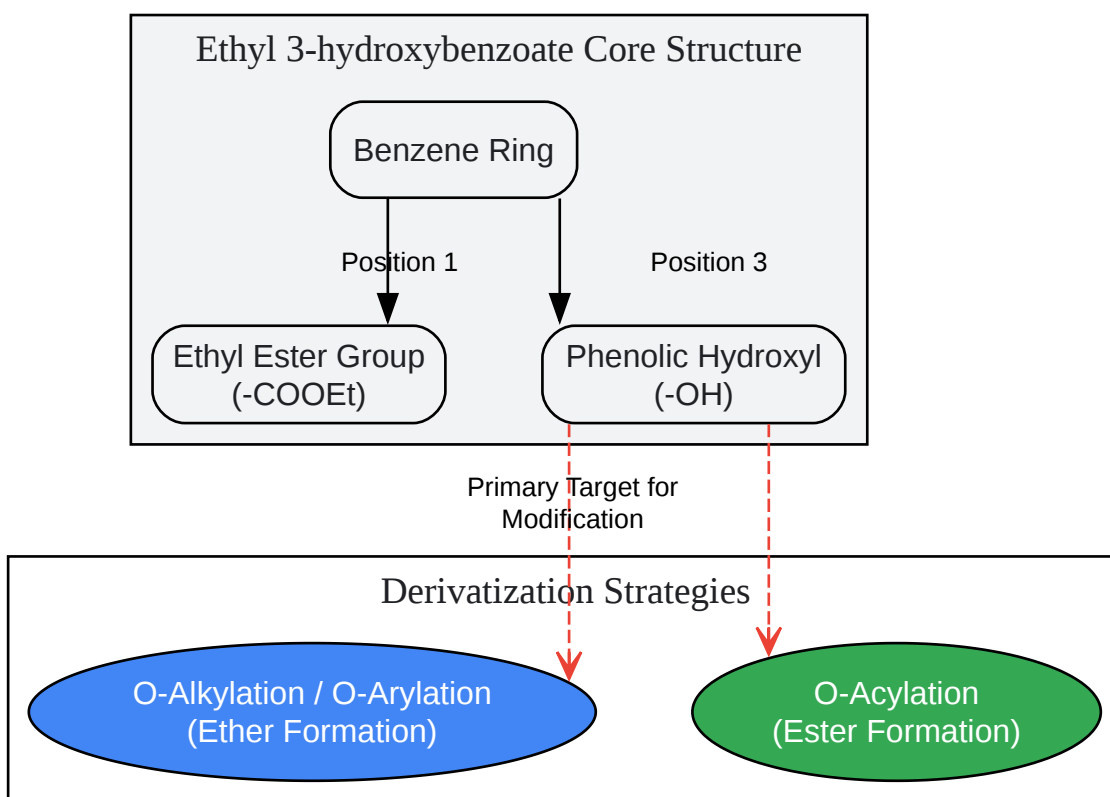 Ethyl 3-hydroxybenzoate Core Structure
Benzene Ring
Position 1
Position 3
Ethyl Ester Group
(-COOEt)
Phenolic Hydroxyl
(-OH)
Primary Target for
Modification
Derivatization Strategies
O-Alkylation / O-Arylation
(Ether Formation)
O-Acylation
(Ester Formation)